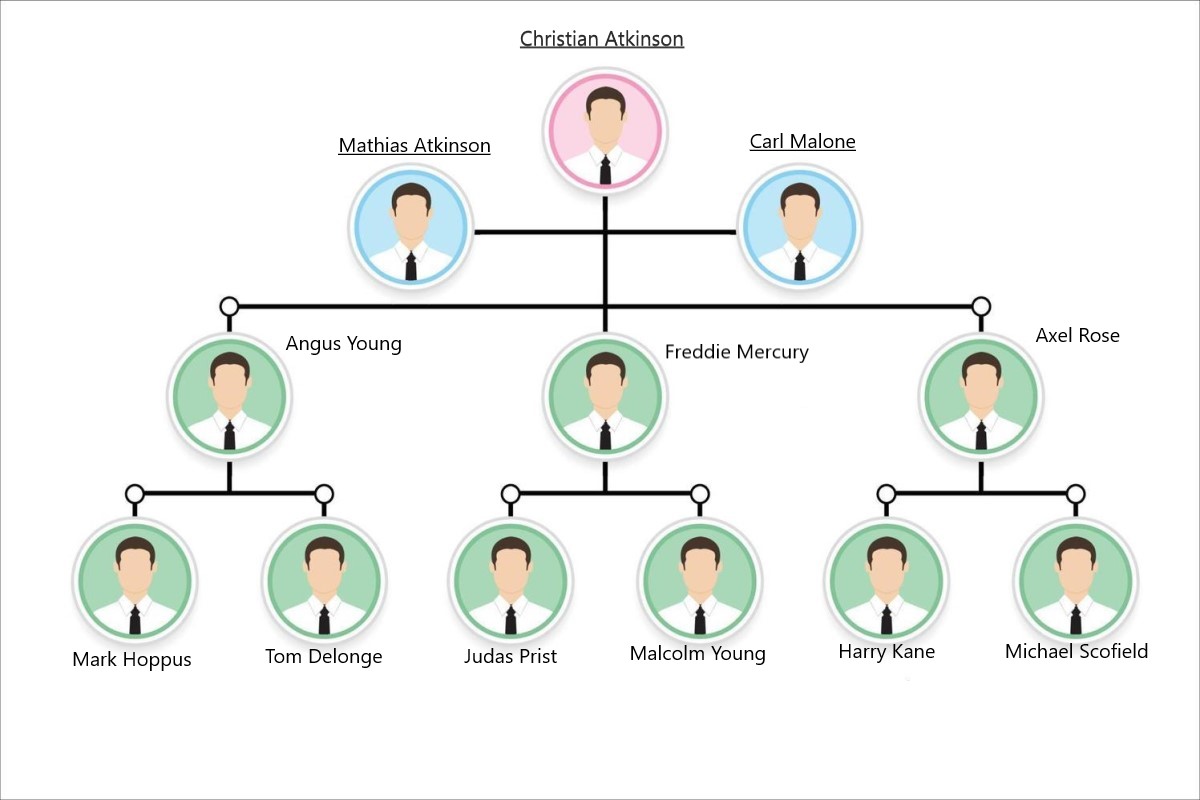 Christian Atkinson
Mathias Atkinson
Carl Malone
Angus Young
Freddie Mercury
Axel Rose
Mark Hoppus
Tom Delonge
Judas Prist
Malcolm Young
Harry Kane
Michael Scofield